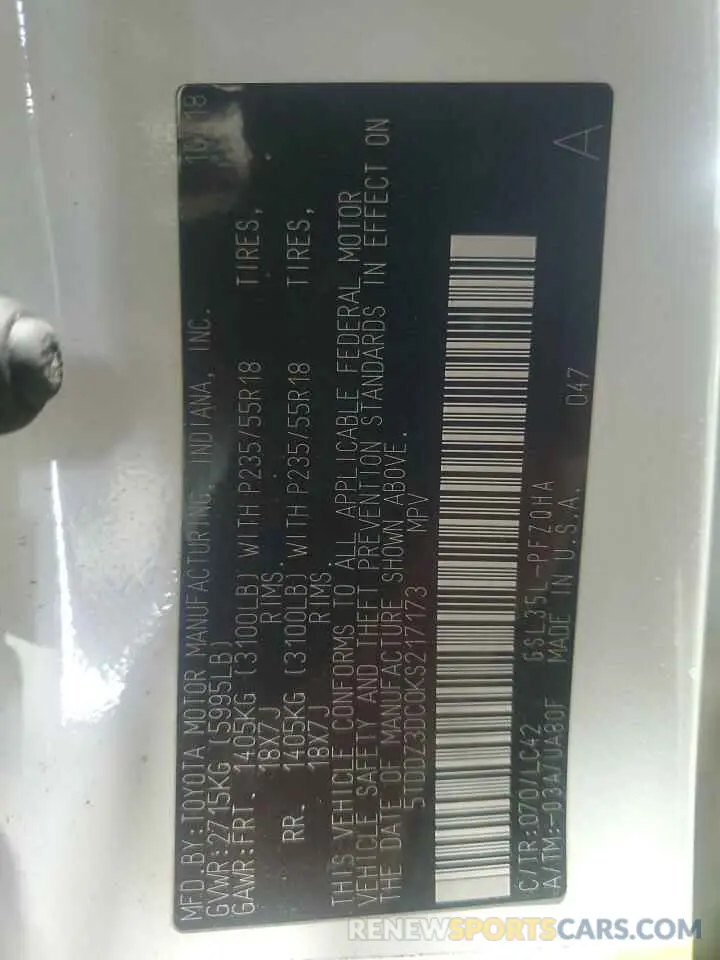 MFD.BY:TOYOTA MOTOR MANUFACTURING INDIANA, INC. 10/18
GVWR:2715KG (5995LB)
GAWR:FRT. 1405KG (3100LB) WITH P235/55R18 TIRES,
18X7J RIMS.
RR. 1405KG (3100LB) WITH P235/55R18 TIRES,
18X7J RIMS.
THIS VEHICLE CONFORMS TO ALL APPLICABLE FEDERAL MOTOR
VEHICLE SAFETY AND THEFT PREVENTION STANDARDS IN EFFECT ON
THE DATE OF MANUFACTURE SHOWN ABOVE.
5TDDZ3DC0KS217173 MPV
C/TR:070/LC42 GSL35L-PFZQHA 047 A
A/TM:-03A/UA80F MADE IN U.S.A.
RENEWSPORTSCARS.COM